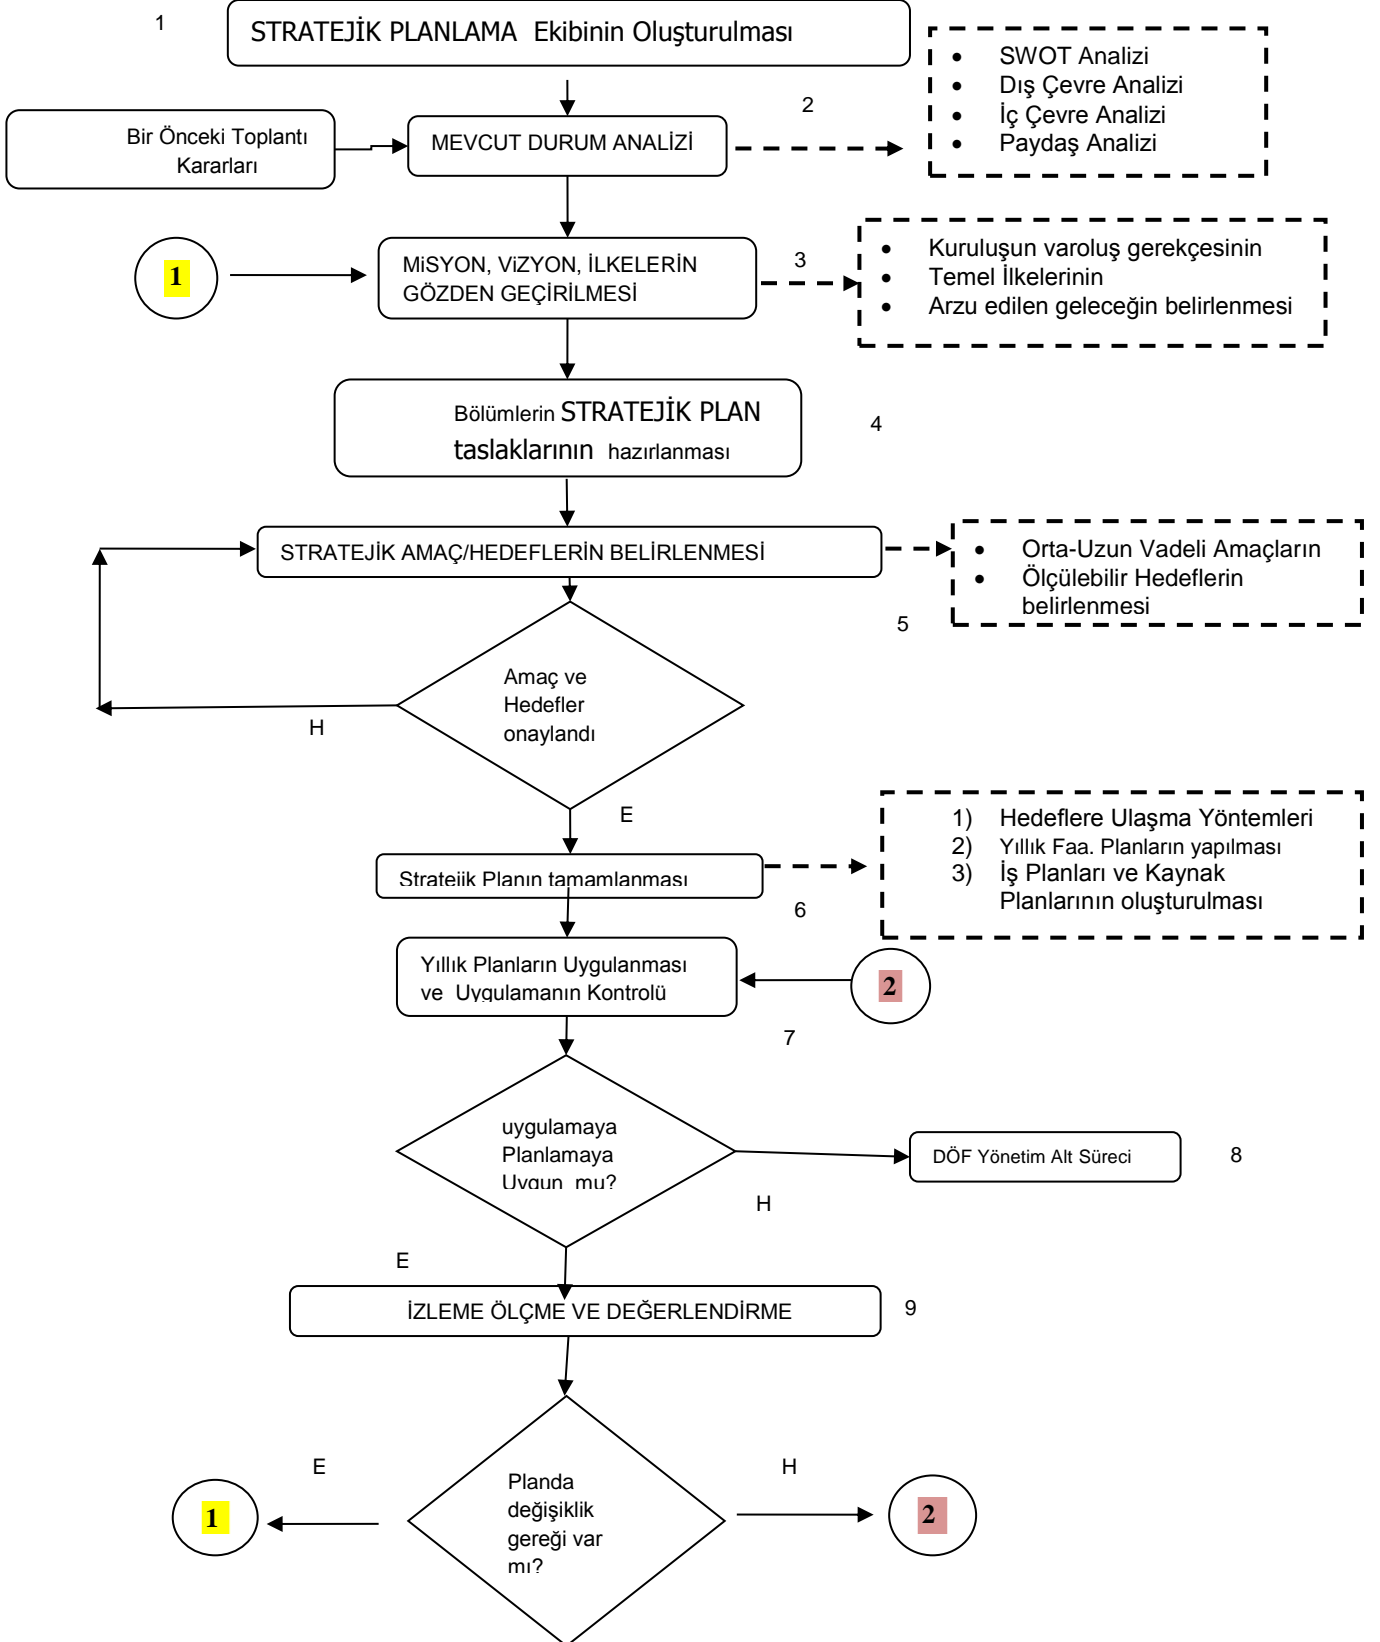 1
STRATEJİK PLANLAMA Ekibinin Oluşturulması
• SWOT Analizi
• Dış Çevre Analizi
• İç Çevre Analizi
• Paydaş Analizi
2
Bir Önceki Toplantı
Kararları
MEVCUT DURUM ANALİZİ
1
MiSYON, ViZYON, İLKELERİN
GÖZDEN GEÇİRİLMESİ
3
• Kuruluşun varoluş gerekçesinin
• Temel İlkelerinin
• Arzu edilen geleceğin belirlenmesi
Bölümlerin STRATEJİK PLAN
taslaklarının hazırlanması
4
STRATEJİK AMAÇ/HEDEFLERİN BELİRLENMESİ
• Orta-Uzun Vadeli Amaçların
• Ölçülebilir Hedeflerin
belirlenmesi
5
Amaç ve
Hedefler
onaylandı
H
E
1) Hedeflere Ulaşma Yöntemleri
2) Yıllık Faa. Planların yapılması
3) İş Planları ve Kaynak
Planlarının oluşturulması
Stratejik Planın tamamlanması
6
Yıllık Planların Uygulanması
ve Uygulamanın Kontrolü
2
7
uygulamaya
Planlamaya
Uygun mu?
DÖF Yönetim Alt Süreci
8
H
E
İZLEME ÖLÇME VE DEĞERLENDİRME
9
E
H
Planda
değişiklik
gereği var
mı?
1
2